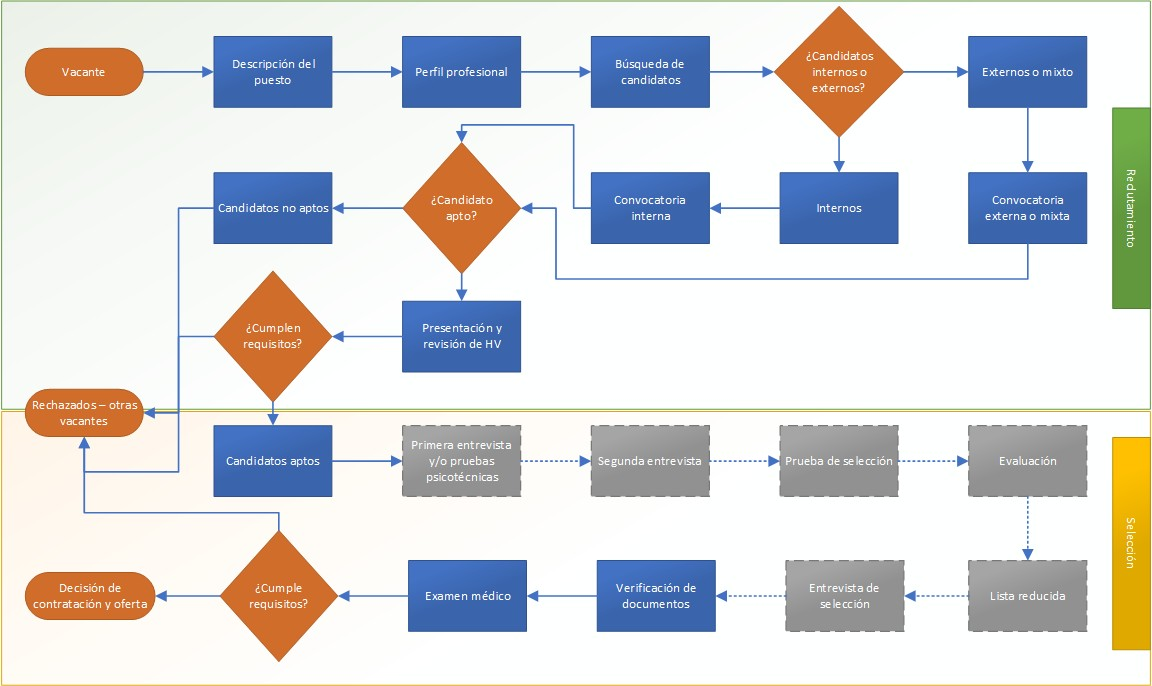 Vacante
Descripción del
puesto
Perfil profesional
Búsqueda de
candidatos
¿Candidatos
internos o
externos?
Externos o mixto
Candidatos no aptos
¿Candidato
apto?
Convocatoria
interna
Internos
Convocatoria
externa o mixta
Reclutamiento
¿Cumplen
requisitos?
Presentación y
revisión de HV
Rechazados – otras
vacantes
Candidatos aptos
Primera entrevista
y/o pruebas
psicotécnicas
Segunda entrevista
Prueba de selección
Evaluación
Selección
Decisión de
contratación y oferta
¿Cumple
requisitos?
Examen médico
Verificación de
documentos
Entrevista de
selección
Lista reducida